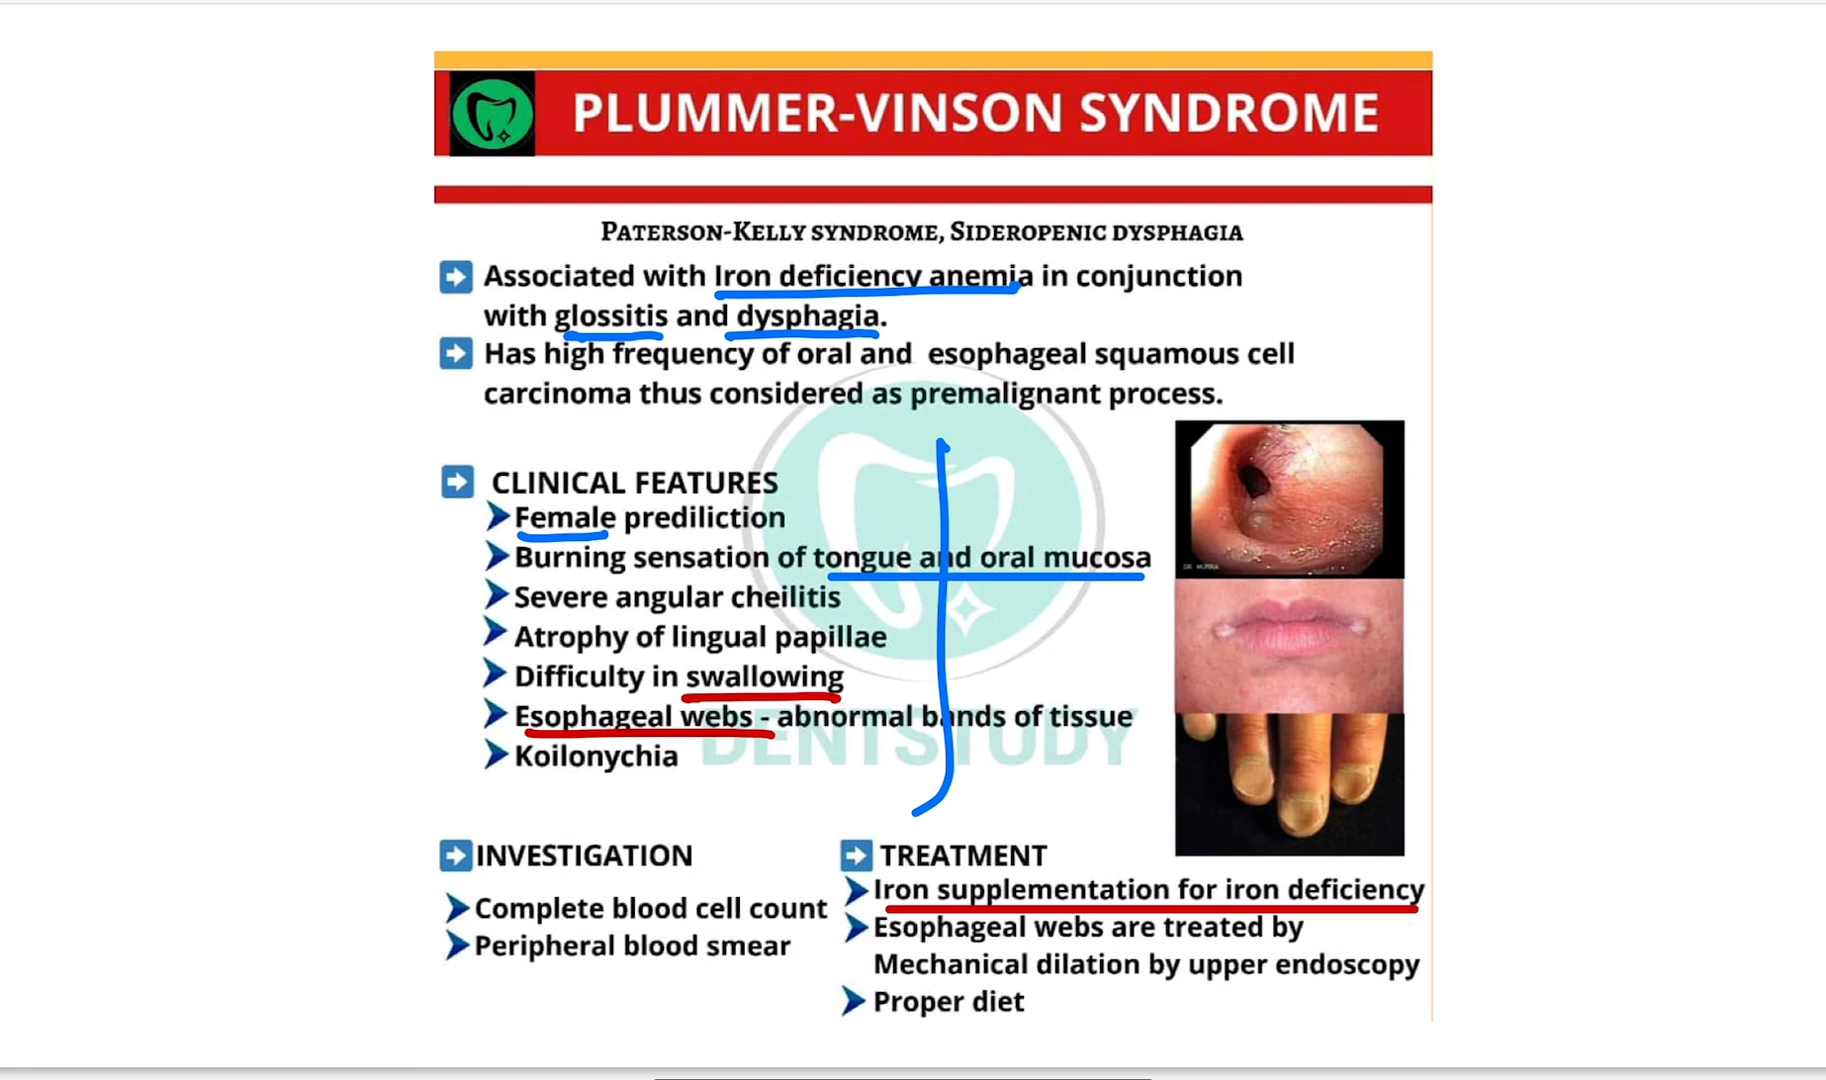 PLUMMER-VINSON SYNDROME
PATERSON-KELLY SYNDROME, SIDEROPENIC DYSPHAGIA
Associated with Iron deficiency anemia in conjunction
with glossitis and dysphagia.
Has high frequency of oral and esophageal squamous cell
carcinoma thus considered as premalignant process.
CLINICAL FEATURES
Female prediliction
Burning sensation of tongue and oral mucosa
Severe angular cheilitis
Atrophy of lingual papillae
Difficulty in swallowing
Esophageal webs - abnormal bands of tissue
Koilonychia
DENTSTUDY
INVESTIGATION
Complete blood cell count
Peripheral blood smear
TREATMENT
Iron supplementation for iron deficiency
Esophageal webs are treated by
Mechanical dilation by upper endoscopy
Proper diet